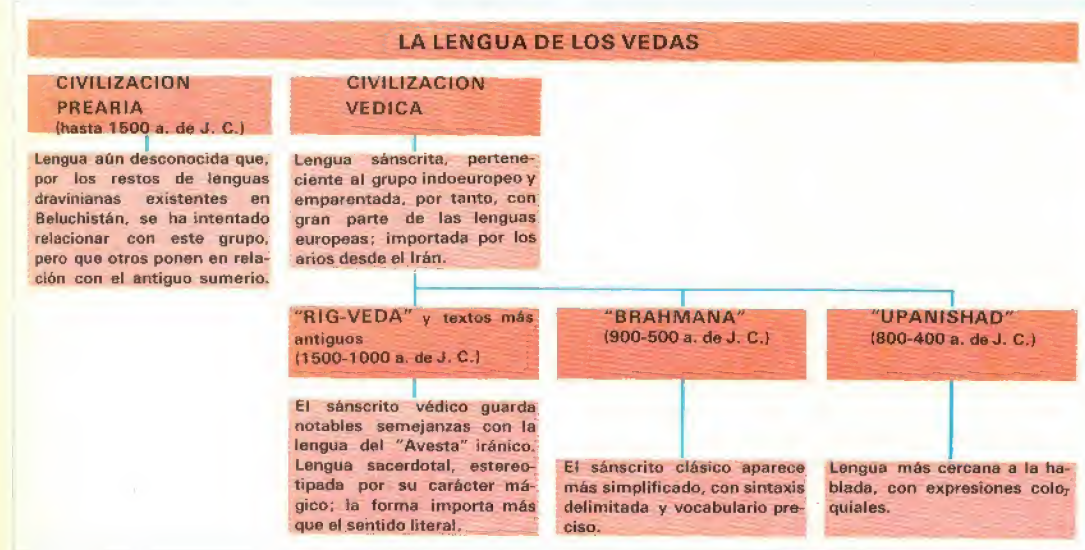 LA LENGUA DE LOS VEDAS
CIVILIZACION
PREARIA
(hasta 1500 a. de J. C.)
Lengua aún desconocida que,
por los restos de lenguas
dravinianas existentes en
Beluchistán, se ha intentado
relacionar con este grupo,
pero que otros ponen en rela-
ción con el antiguo sumerio.
CIVILIZACION
VEDICA
Lengua sánscrita, pertene-
ciente al grupo indoeuropeo y
emparentada, por tanto, con
gran parte de las lenguas
europeas; importada por los
arios desde el Irán.
"RIG-VEDA" y textos más
antiguos
(1500-1000 a. de J. C.)
El sánscrito védico guarda
notables semejanzas con la
lengua del "Avesta" iránico.
Lengua sacerdotal, estereo-
tipada por su carácter má-
gico; la forma importa más
que el sentido literal.
"BRAHMANA"
(900-500 a. de J. C.)
El sánscrito clásico aparece
más simplificado, con sintaxis
delimitada y vocabulario pre-
ciso.
"UPANISHAD"
(800-400 a. de J. C.)
Lengua más cercana a la ha-
blada, con expresiones colo-
quiales.